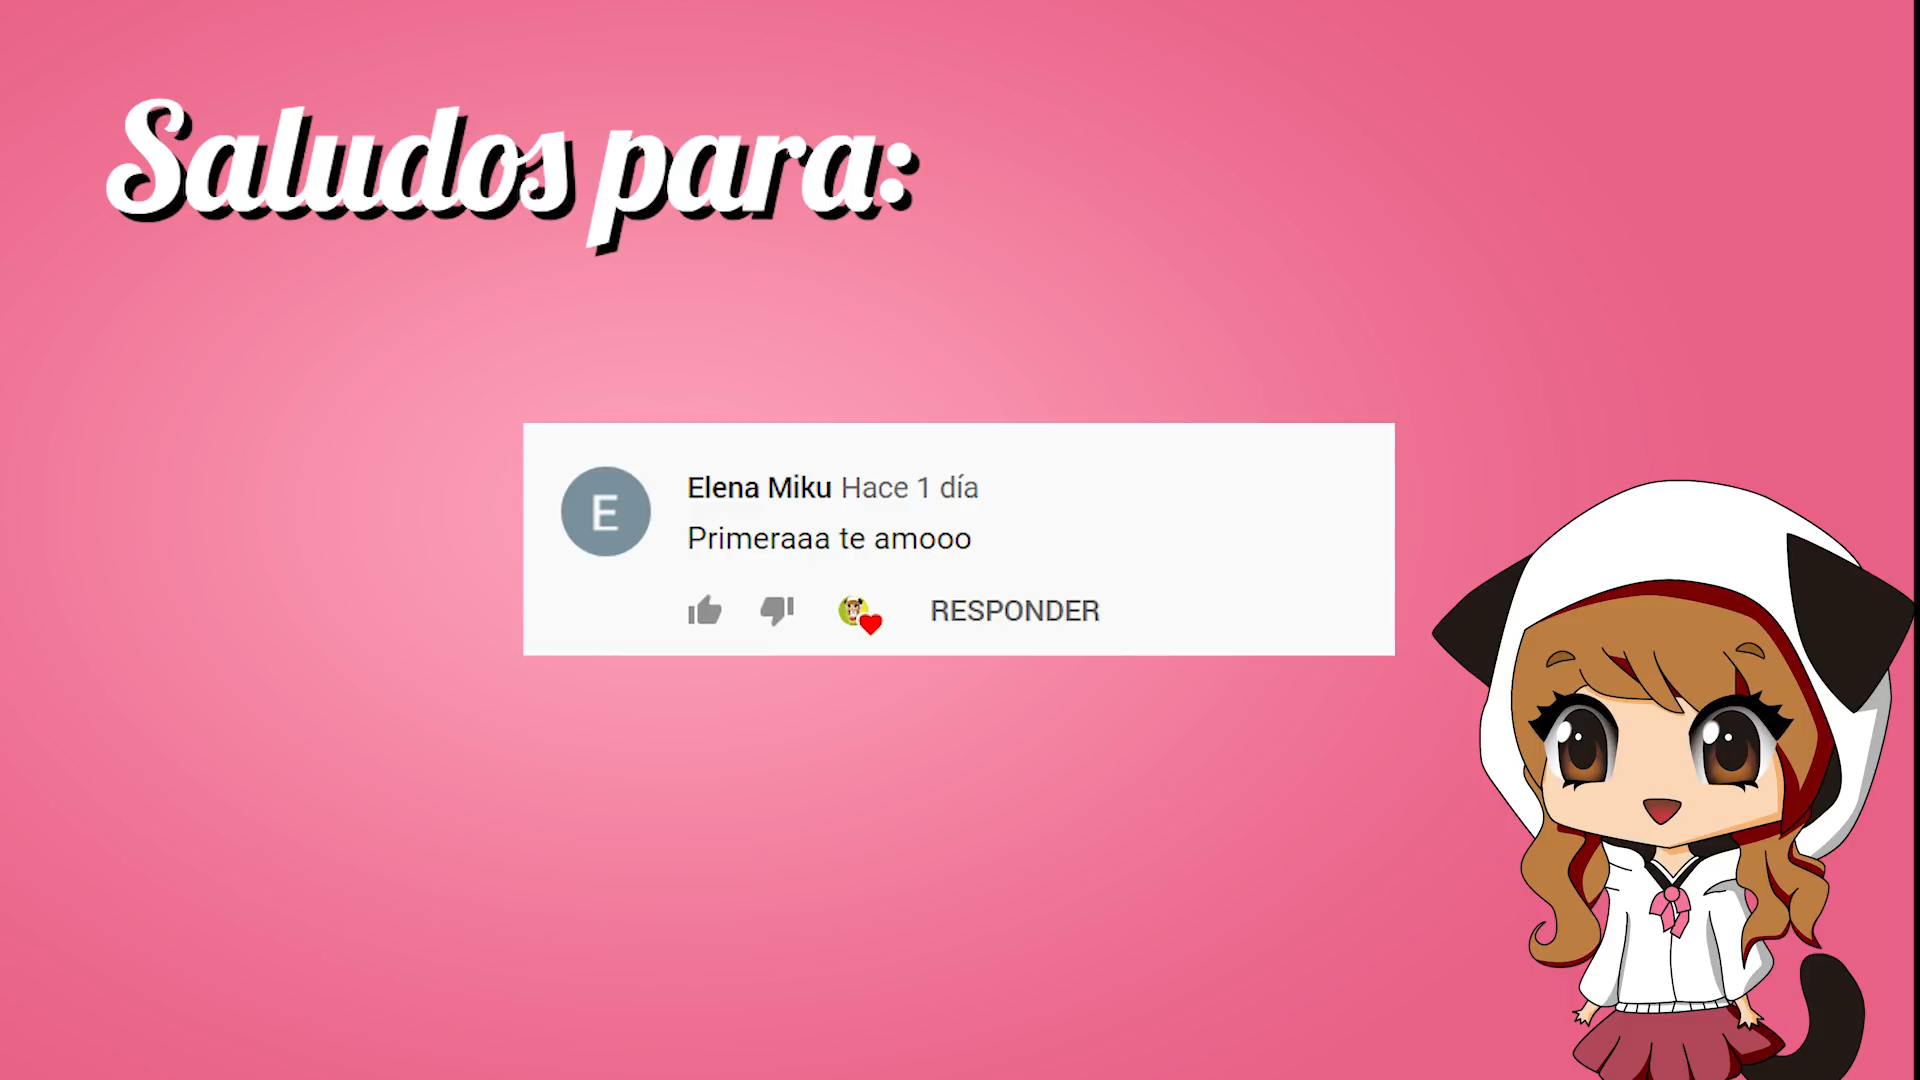 Saludos para:
E
Elena Miku Hace 1 día
Primeraaa te amooo
RESPONDER